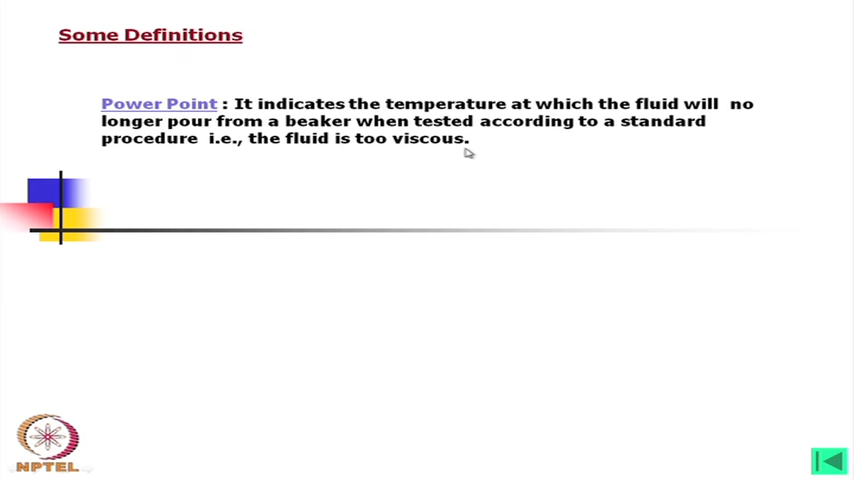 Some Definitions
Power Point : It indicates the temperature at which the fluid will no
longer pour from a beaker when tested according to a standard
procedure i.e., the fluid is too viscous.
NPTEL